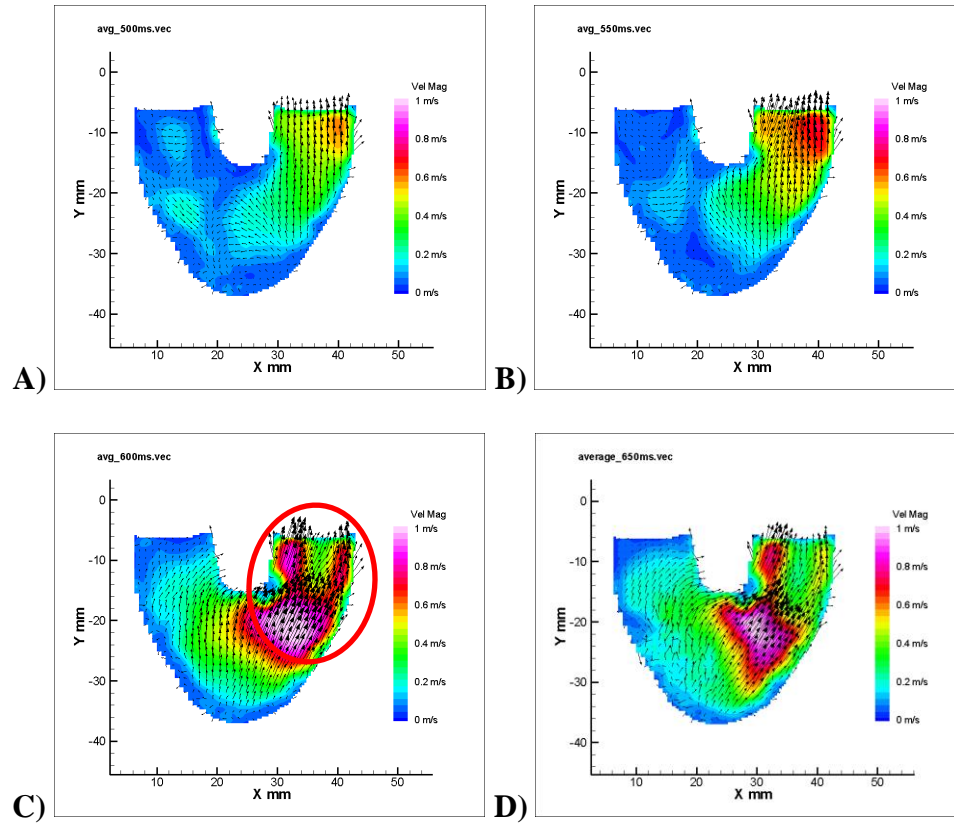 avg_500ms.vec
0
-10
-20
-30
-40
Y mm
10 20 30 40 50
X mm
Vel Mag
1 m/s
0.8 m/s
0.6 m/s
0.4 m/s
0.2 m/s
0 m/s
A)
avg_550ms.vec
0
-10
-20
-30
-40
Y mm
10 20 30 40 50
X mm
Vel Mag
1 m/s
0.8 m/s
0.6 m/s
0.4 m/s
0.2 m/s
0 m/s
B)
avg_600ms.vec
0
-10
-20
-30
-40
Y mm
10 20 30 40 50
X mm
Vel Mag
1 m/s
0.8 m/s
0.6 m/s
0.4 m/s
0.2 m/s
0 m/s
C)
average_650ms.vec
0
-10
-20
-30
-40
Y mm
10 20 30 40 50
X mm
Vel Mag
1 m/s
0.8 m/s
0.6 m/s
0.4 m/s
0.2 m/s
0 m/s
D)